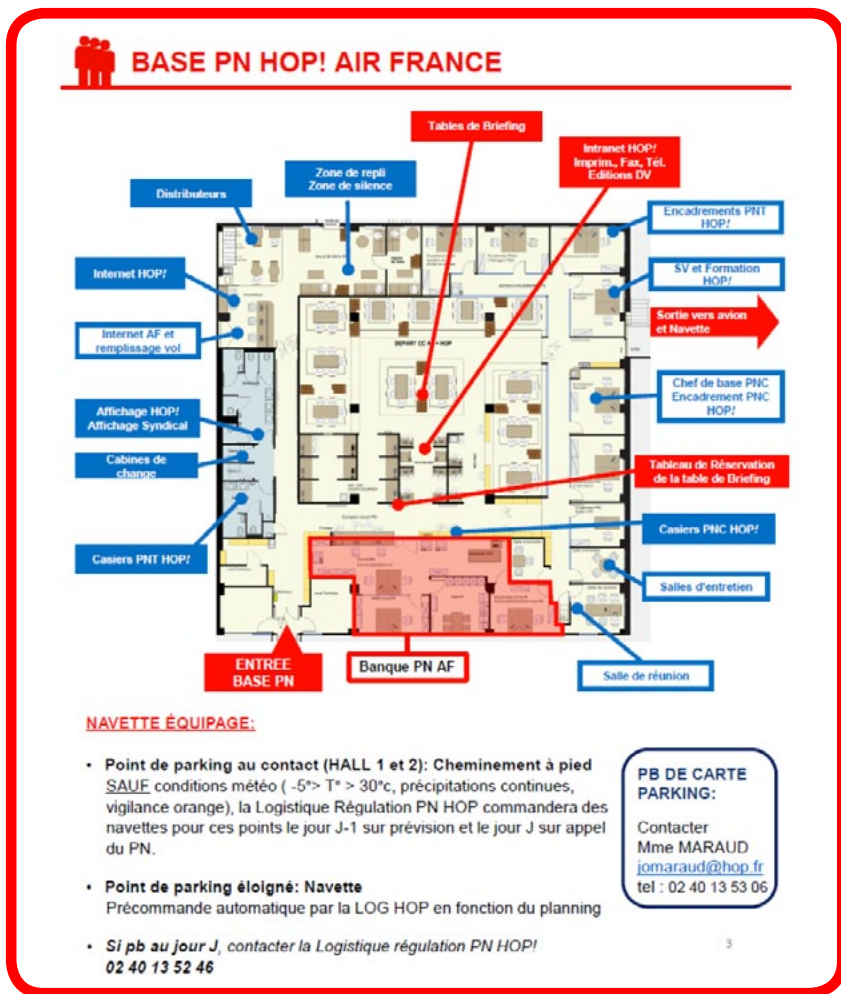 BASE PN HOP! AIR FRANCE
Tables de Briefing
Intranet HOP!
Imprim., Fax, Tél.
Editions DV
Zone de repli
Zone de silence
Distributeurs
Encadrements PNT
HOP!
Internet HOP!
SV et Formation
HOP!
Internet AF et
remplissage vol
Sortie vers avion
et Navette
Affichage HOP!
Affichage Syndical
Chef de base PNC
Encadrement PNC
HOP!
Cabines de
change
Tableau de Réservation
de la table de Briefing
Casiers PNT HOP!
Casiers PNC HOP!
Salles d'entretien
ENTREE
BASE PN
Banque PN AF
Salle de réunion
NAVETTE ÉQUIPAGE:
• Point de parking au contact (HALL 1 et 2): Cheminement à pied
SAUF conditions météo ( -5°> T° > 30°c, précipitations continues,
vigilance orange), la Logistique Régulation PN HOP commandera des
navettes pour ces points le jour J-1 sur prévision et le jour J sur appel
du PN.
• Point de parking éloigné: Navette
Précommande automatique par la LOG HOP en fonction du planning
• Si pb au jour J, contacter la Logistique régulation PN HOP!
02 40 13 52 46
PB DE CARTE
PARKING:
Contacter
Mme MARAUD
jomaraud@hop.fr
tel : 02 40 13 53 06
3